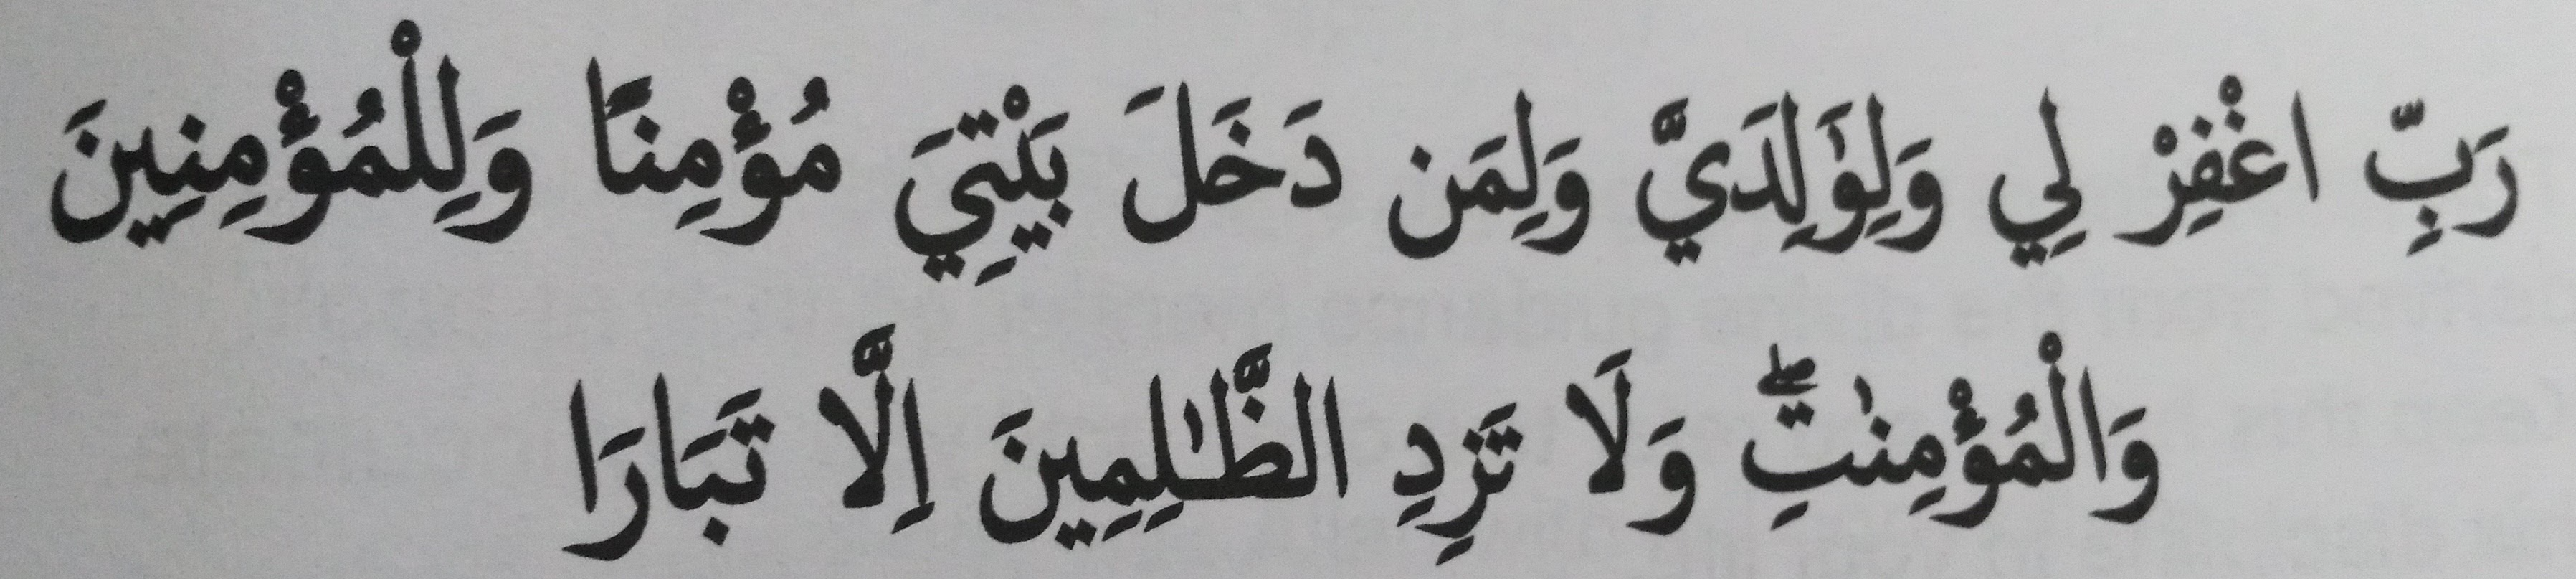 رَبِّ اغْفِرْ لِي وَلِوَٰلِدَيَّ وَلِمَن دَخَلَ بَيْتِيَ مُؤْمِنًا وَلِلْمُؤْمِنِينَ
وَالْمُؤْمِنٰتِۖ وَلَا تَزِدِ الظَّٰلِمِينَ اِلَّا تَبَارَا